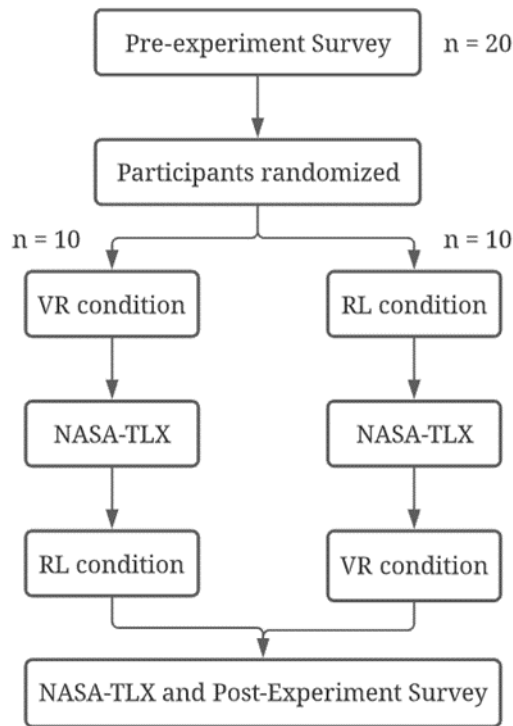 Pre-experiment Survey
n = 20
Participants randomized
n = 10
n = 10
VR condition
RL condition
NASA-TLX
NASA-TLX
RL condition
VR condition
NASA-TLX and Post-Experiment Survey